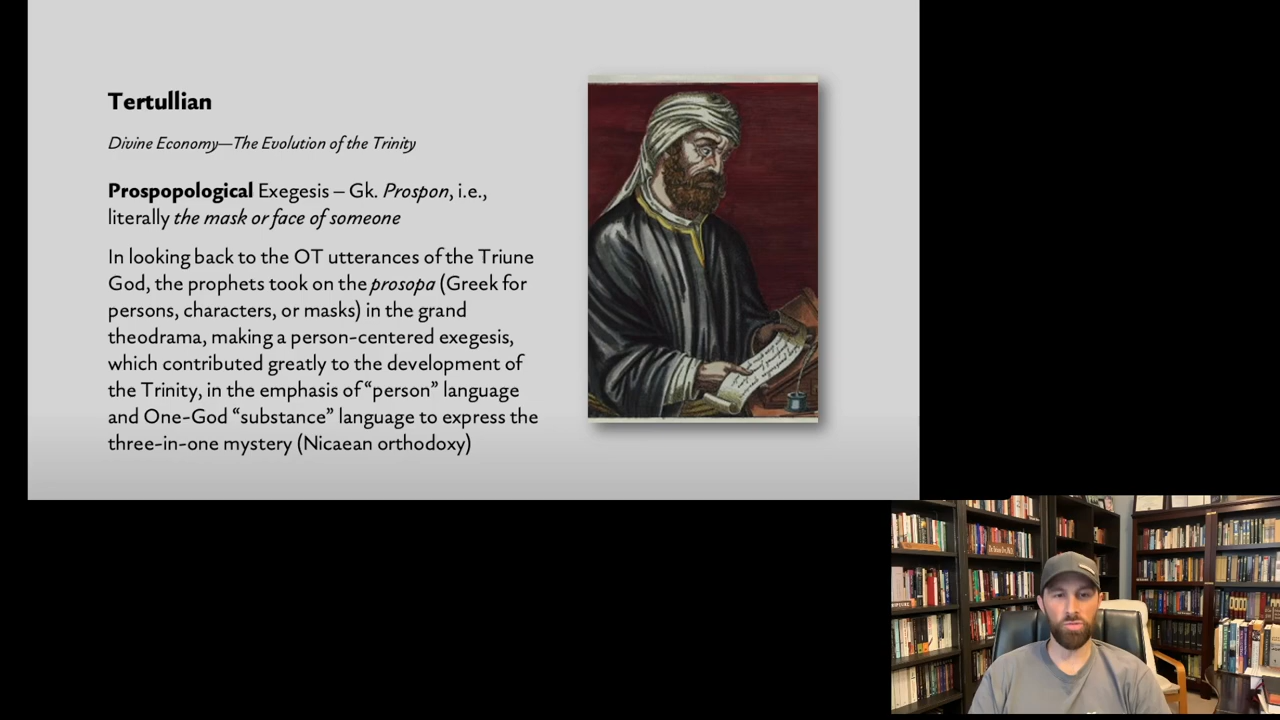 Tertullian
Divine Economy—The Evolution of the Trinity
Prospopological Exegesis – Gk. Prospon, i.e.,
literally the mask or face of someone
In looking back to the OT utterances of the Triune
God, the prophets took on the prosopa (Greek for
persons, characters, or masks) in the grand
theodrama, making a person-centered exegesis,
which contributed greatly to the development of
the Trinity, in the emphasis of “person” language
and One-God “substance” language to express the
three-in-one mystery (Nicaean orthodoxy)